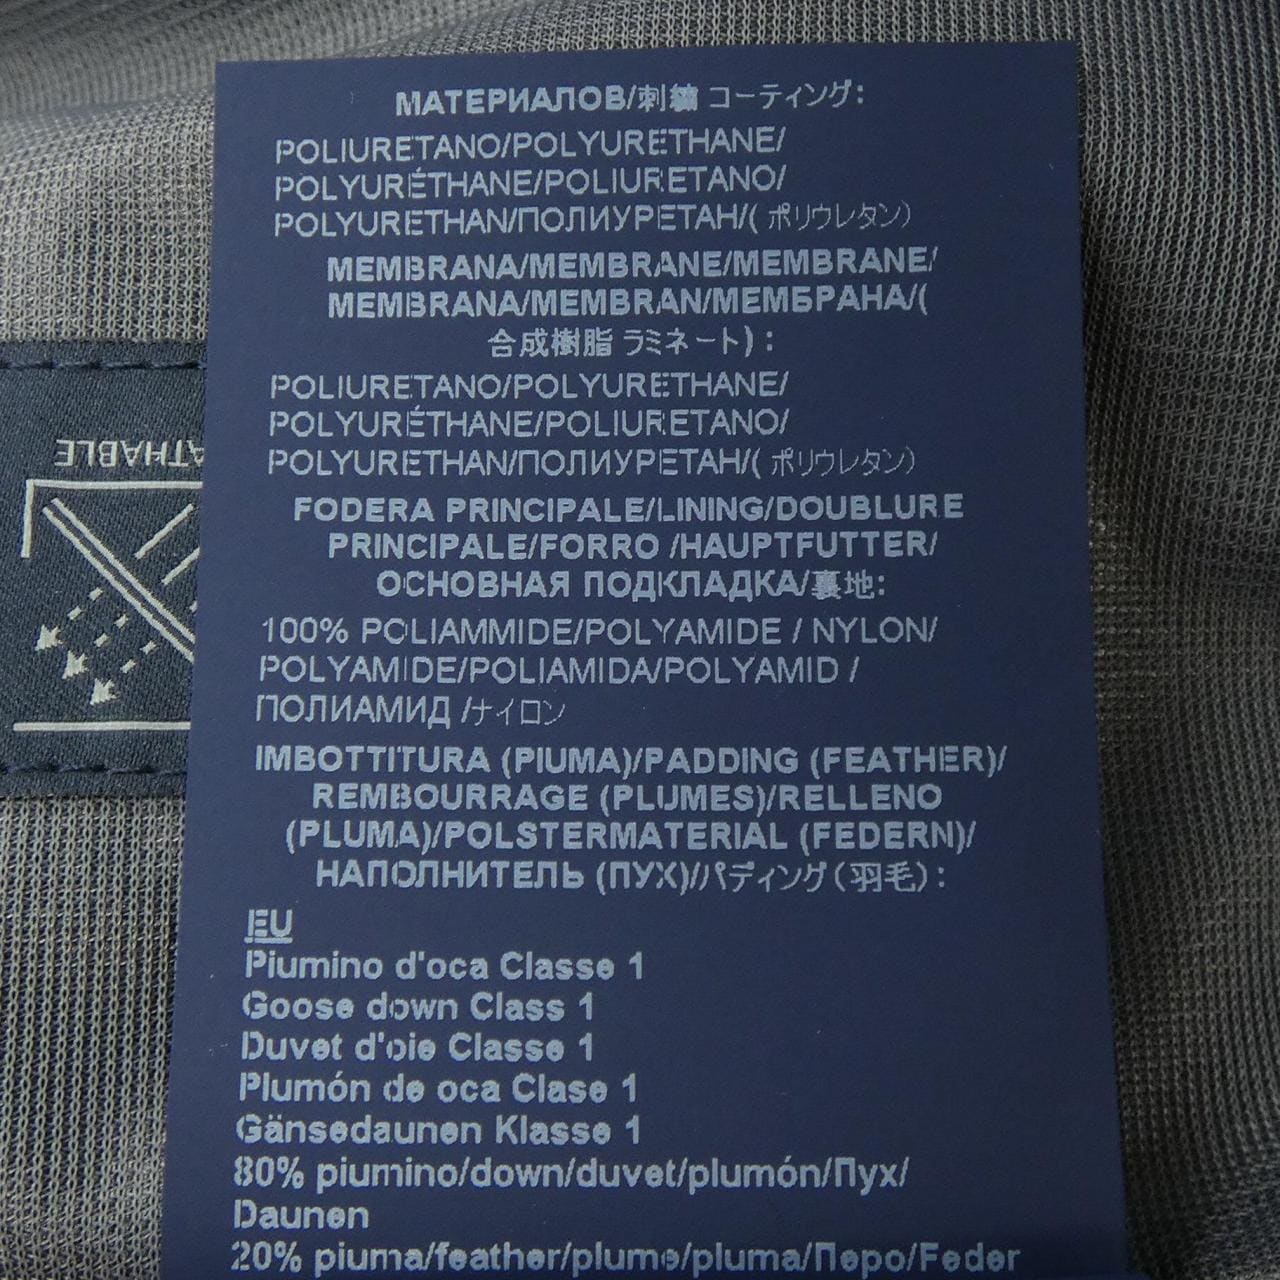 МАТЕРИАЛОВ/刺繍 コーティング:
POLIURETANO/POLYURETHANE/
POLYURÉTHANE/POLIURETANO/
POLYURETHAN/ПОЛИУРЕТАН/( ポリウレタン)
MEMBRANA/MEMBRANE/MEMBRANE/
MEMBRANA/MEMBRAN/МЕМБРАНА/(
合成樹脂 ラミネート) :
POLIURETANO/POLYURETHANE/
POLYURÉTHANE/POLIURETANO/
POLYURETHAN/ПОЛИУРЕТАН/( ポリウレタン)
FODERA PRINCIPALE/LINING/DOUBLURE
PRINCIPALE/FORRO /HAUPTFUTTER/
ОСНОВНАЯ ПОДКЛАДКА/裏地:
100% POLIAMMIDE/POLYAMIDE / NYLON/
POLYAMIDE/POLIAMIDA/POLYAMID /
ПОЛИАМИД /ナイロン
IMBOTTITURA (PIUMA)/PADDING (FEATHER)/
REMBOURRAGE (PLUMES)/RELLENO
(PLUMA)/POLSTERMATERIAL (FEDERN)/
НАПОЛНИТЕЛЬ (ПУХ)/パディング (羽毛) :
EU
Piumino d'oca Classe 1
Goose down Class 1
Duvet d'oie Classe 1
Plumón de oca Clase 1
Gänsedaunen Klasse 1
80% piumino/down/duvet/plumón/Пух/
Daunen
20% piuma/feather/plume/pluma/Перо/Feder